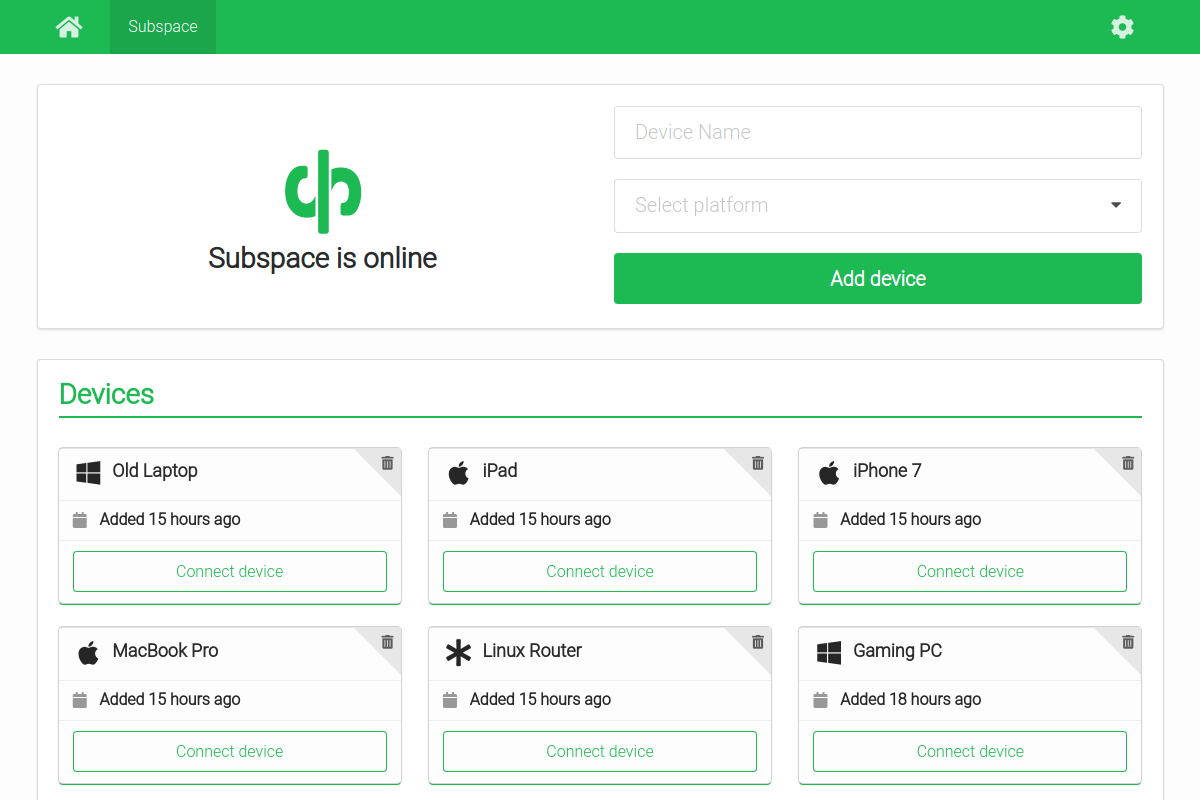 Subspace
Device Name
Select platform
Add device
Subspace is online
Devices
Old Laptop
Added 15 hours ago
Connect device
iPad
Added 15 hours ago
Connect device
iPhone 7
Added 15 hours ago
Connect device
MacBook Pro
Added 15 hours ago
Connect device
Linux Router
Added 15 hours ago
Connect device
Gaming PC
Added 18 hours ago
Connect device